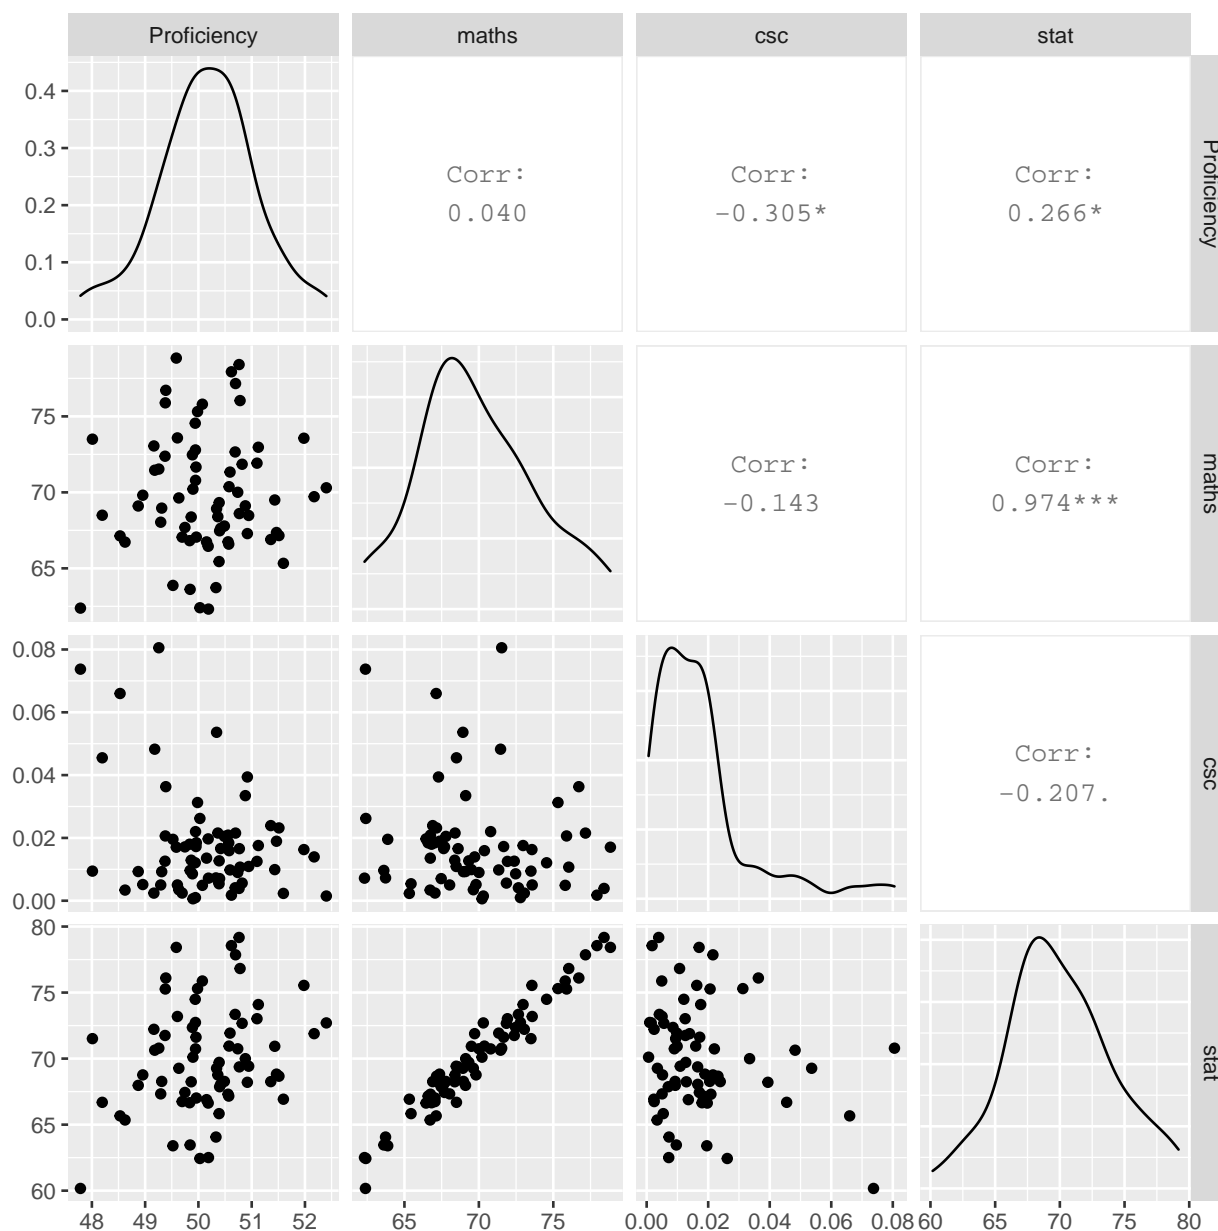 Proficiency maths csc stat
0.4
0.3
0.2
0.1
0.0
Corr:
0.040
Corr:
-0.305*
Corr:
0.266*
Proficiency
75
70
65
Corr:
-0.143
Corr:
0.974***
maths
0.08
0.06
0.04
0.02
0.00
Corr:
-0.207.
csc
80
75
70
65
60
stat
48 49 50 51 52
65 70 75
0.00 0.02 0.04 0.06 0.08
60 65 70 75 80